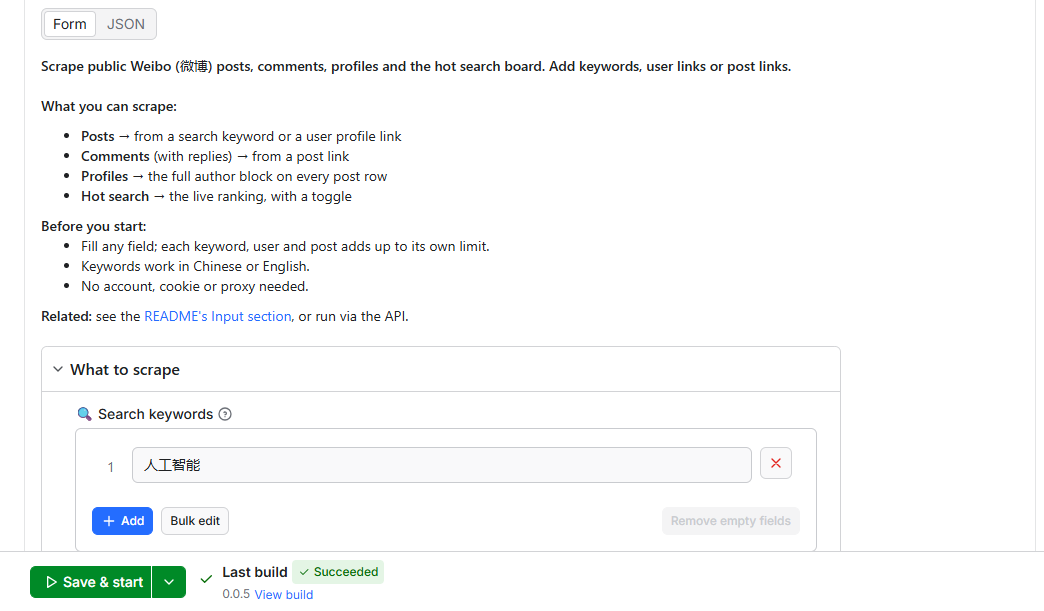 Form JSON
Scrape public Weibo (微博) posts, comments, profiles and the hot search board. Add keywords, user links or post links.
What you can scrape:
Posts → from a search keyword or a user profile link
Comments (with replies) → from a post link
Profiles → the full author block on every post row
Hot search → the live ranking, with a toggle
Before you start:
Fill any field; each keyword, user and post adds up to its own limit.
Keywords work in Chinese or English.
No account, cookie or proxy needed.
Related: see the README's Input section, or run via the API.
What to scrape
Search keywords
1 人工智能
Add Bulk edit Remove empty fields
Save & start Last build Succeeded
0.0.5 View build